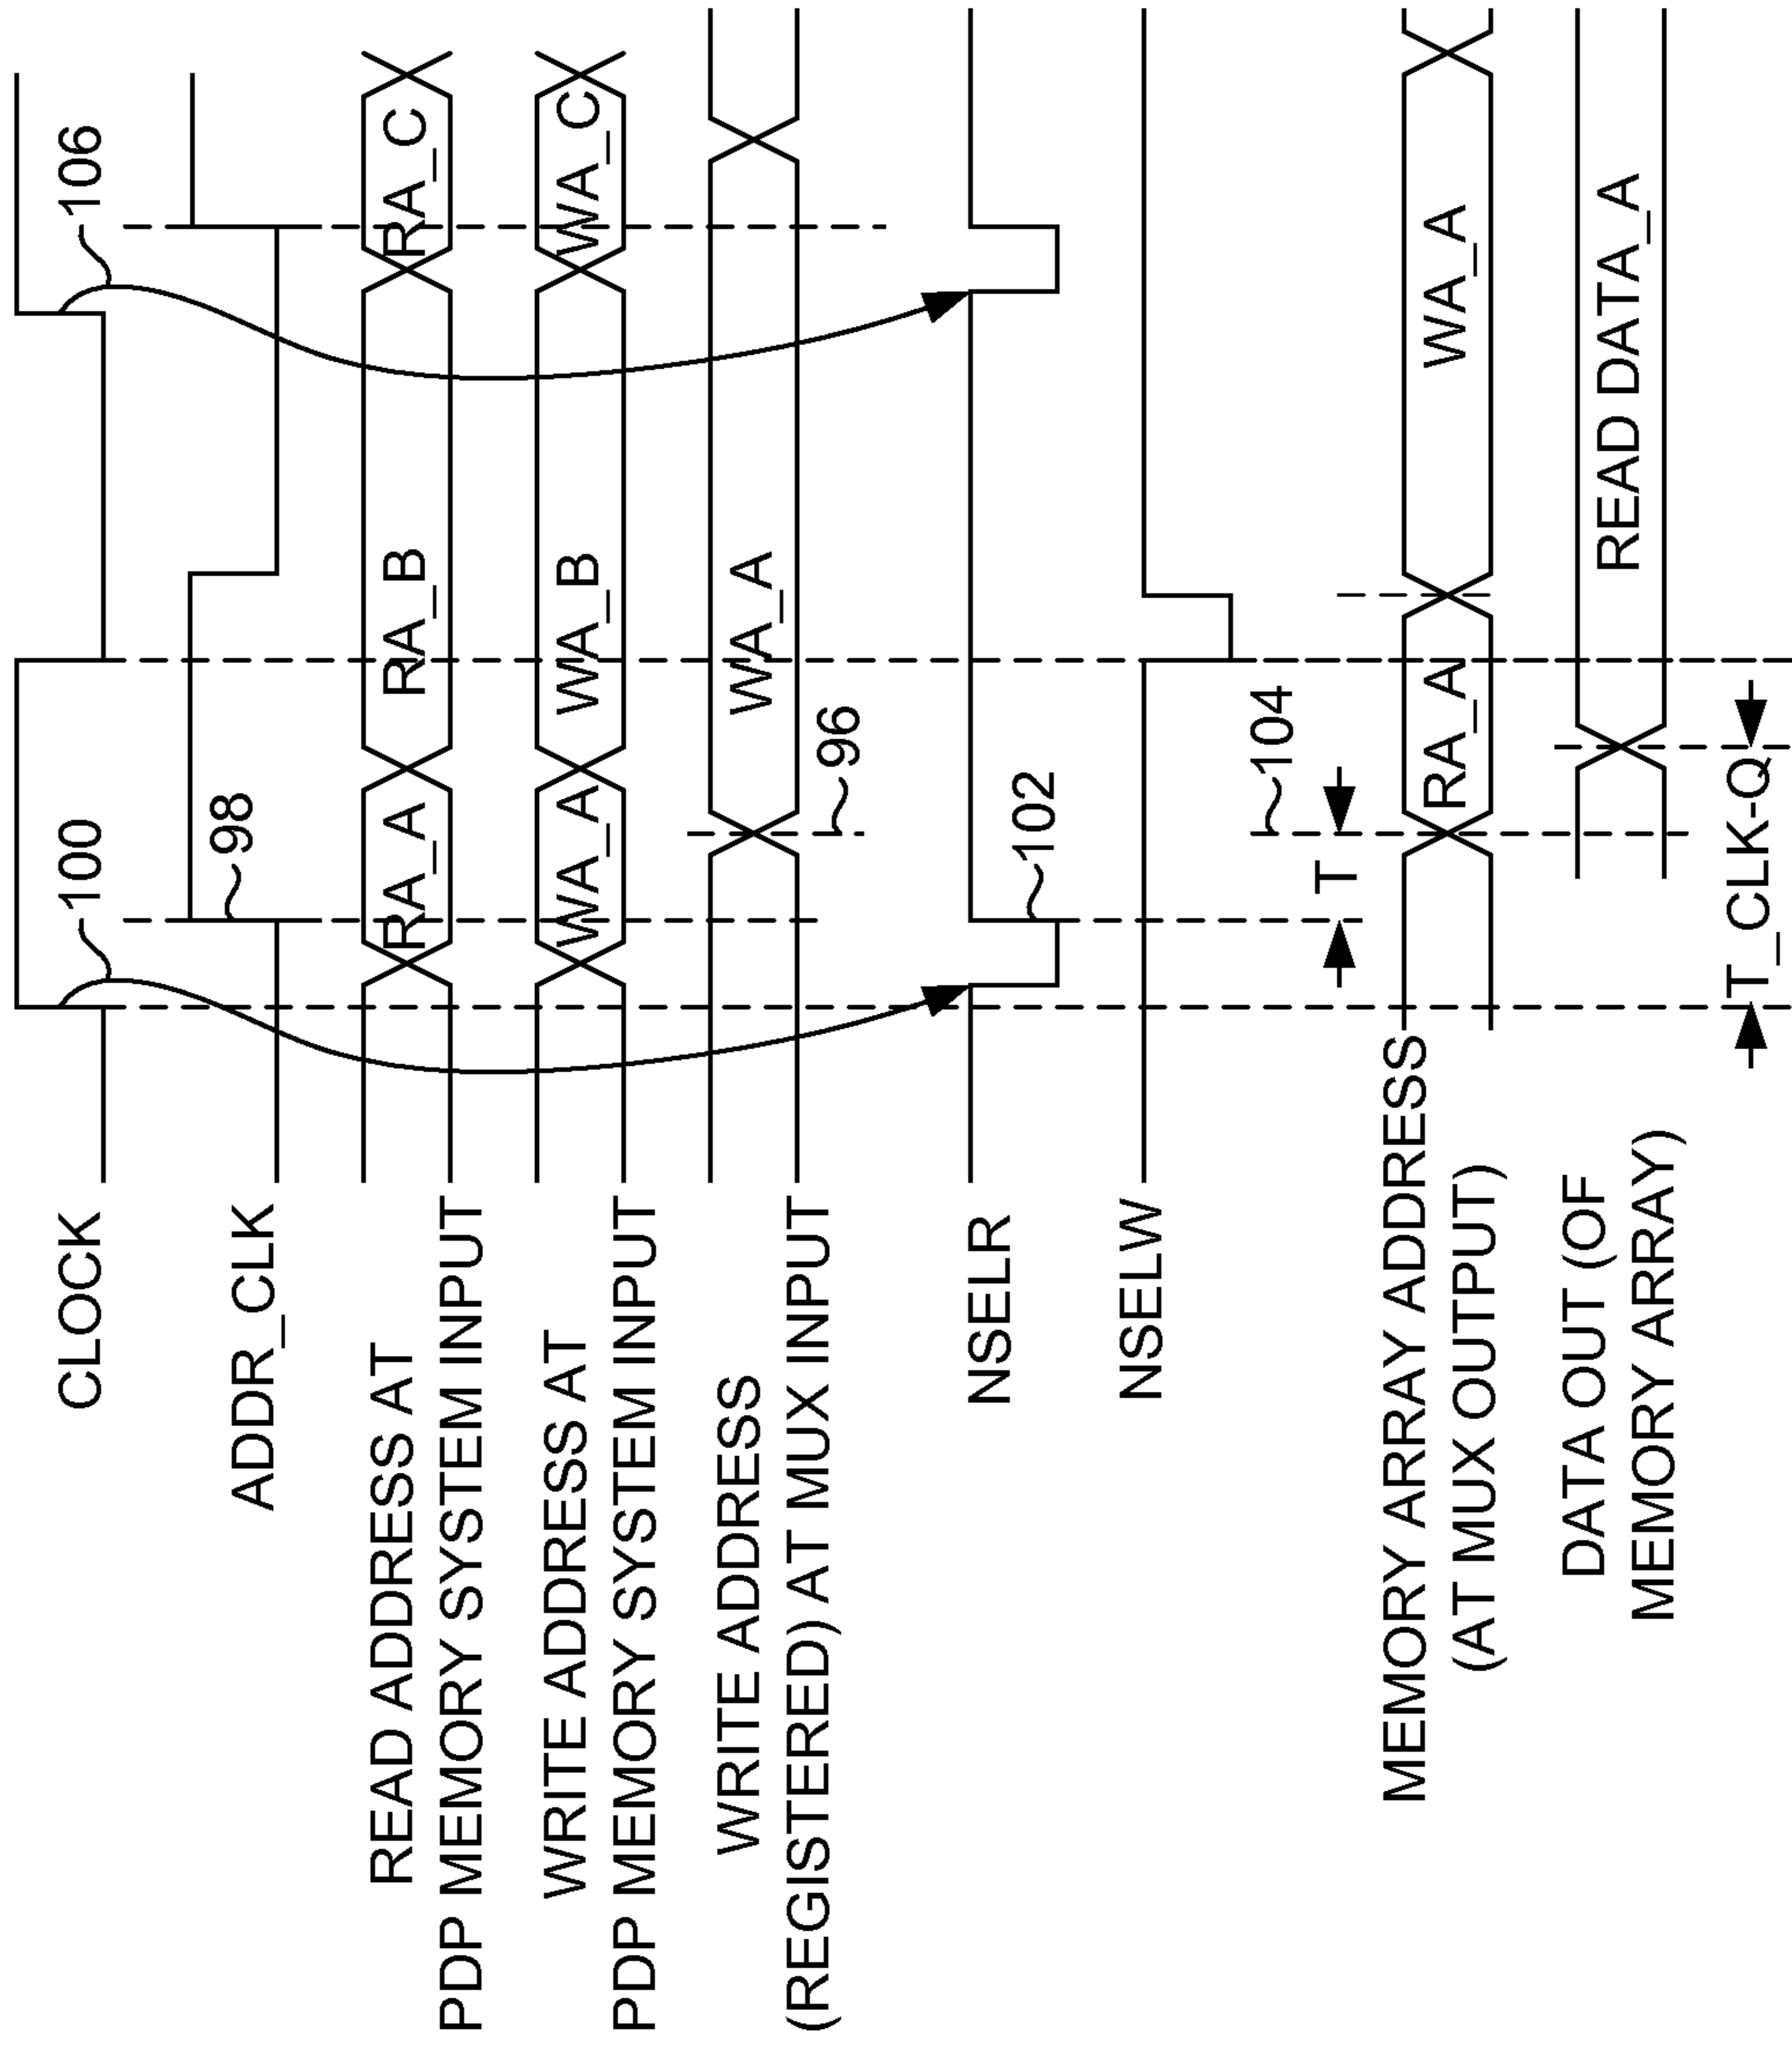 CLOCK
100
106
ADDR_CLK
98
READ ADDRESS AT
PDP MEMORY SYSTEM INPUT
RA_A
RA_B
RA_C
WRITE ADDRESS AT
PDP MEMORY SYSTEM INPUT
WA_A
WA_B
WA_C
WRITE ADDRESS
(REGISTERED) AT MUX INPUT
WA_A
96
NSELR
102
NSELW
104
T
MEMORY ARRAY ADDRESS
(AT MUX OUTPUT)
RA_A
WA_A
DATA OUT (OF
MEMORY ARRAY)
READ DATA_A
T_CLK-Q